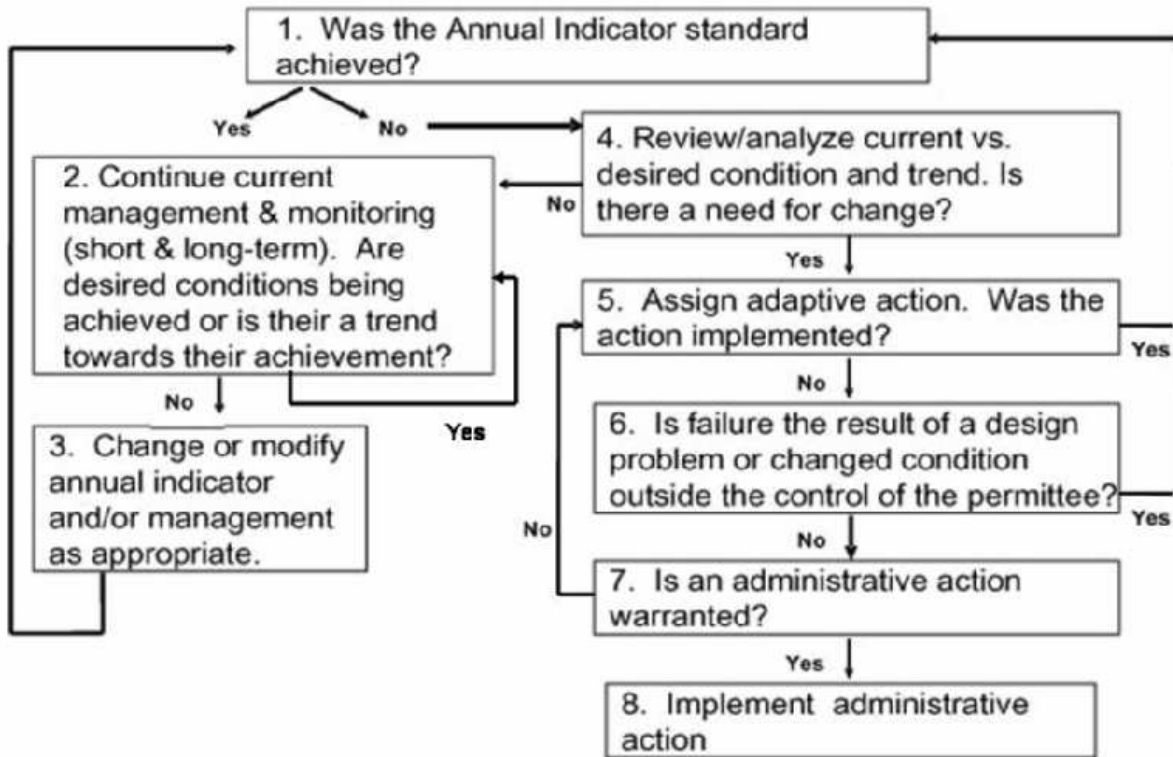 1. Was the Annual Indicator standard
achieved?
Yes
No
4. Review/analyze current vs.
desired condition and trend. Is
there a need for change?
No
2. Continue current
management & monitoring
(short & long-term). Are
desired conditions being
achieved or is their a trend
towards their achievement?
Yes
5. Assign adaptive action. Was the
action implemented?
Yes
No
No
Yes
3. Change or modify
annual indicator
and/or management
as appropriate.
6. Is failure the result of a design
problem or changed condition
outside the control of the permittee?
Yes
No
No
7. Is an administrative action
warranted?
Yes
8. Implement administrative
action